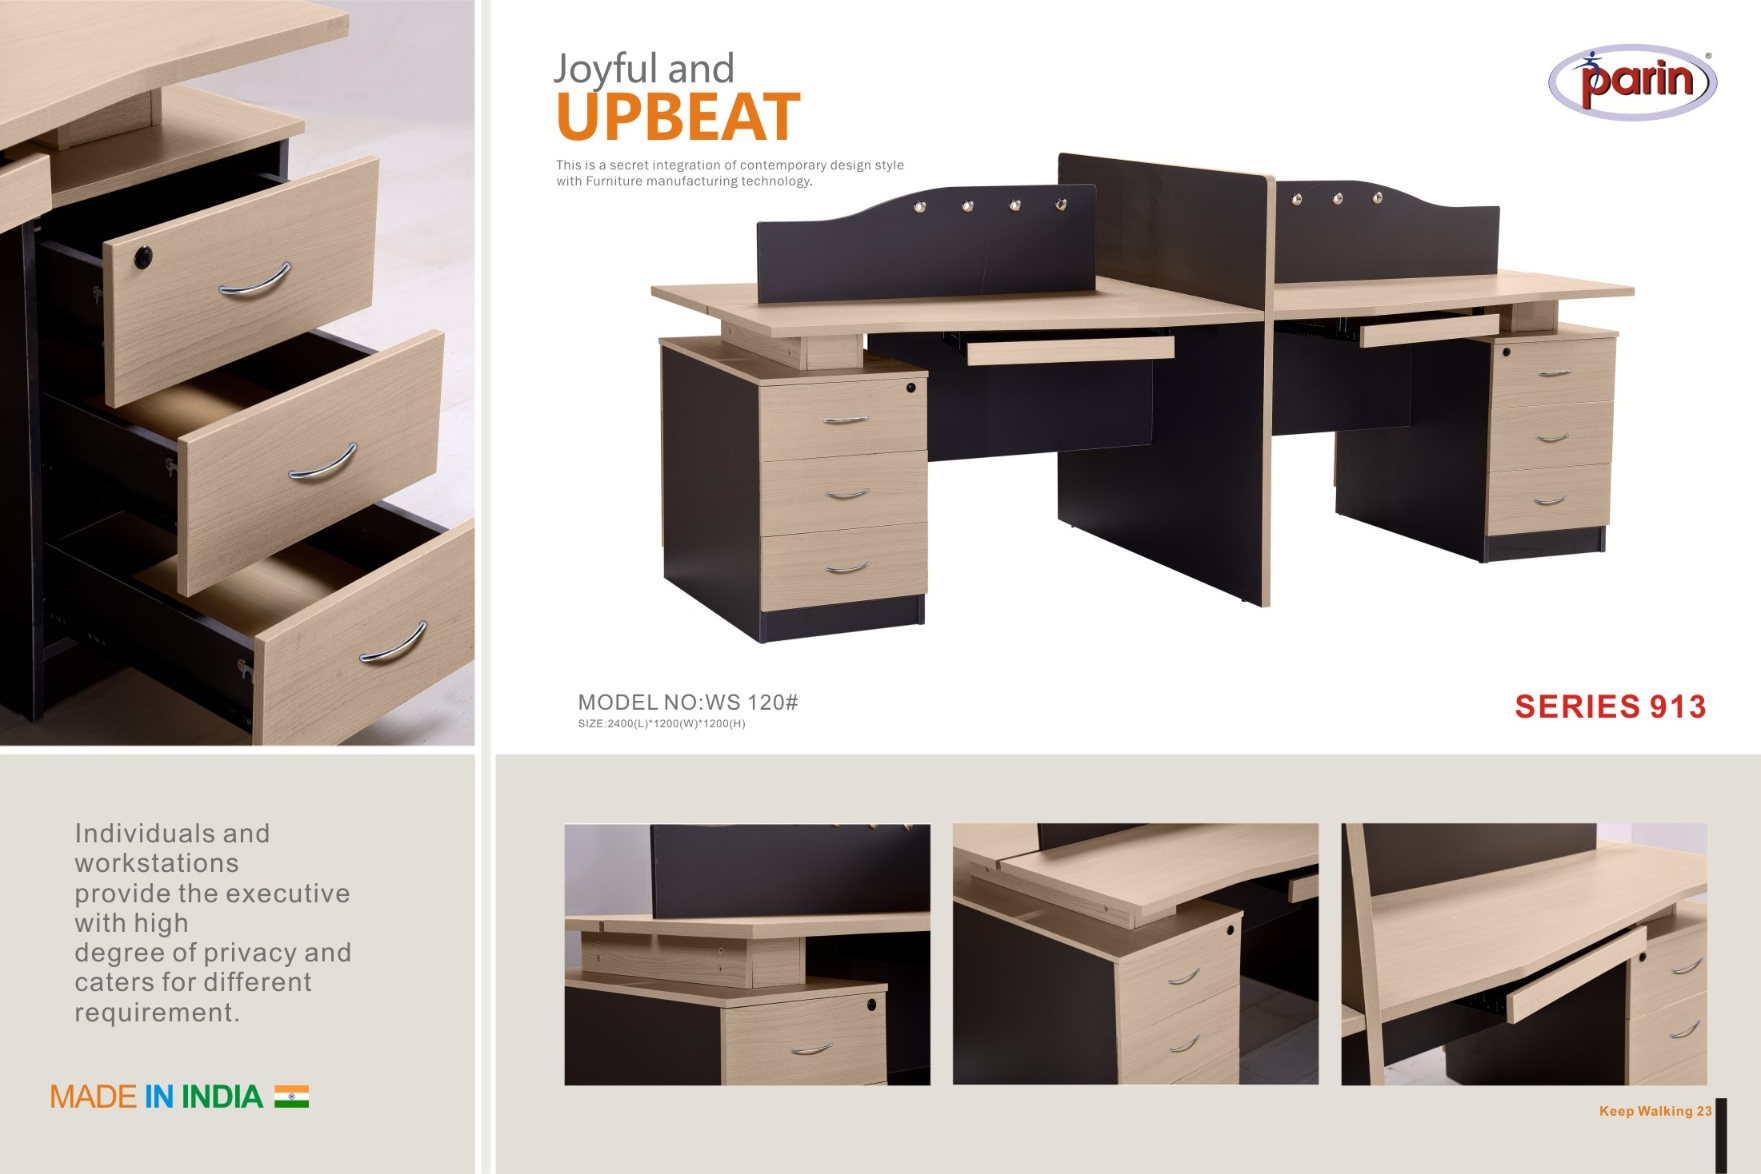 Joyful and
UPBEAT
This is a secret integration of contemporary design style
with Furniture manufacturing technology.
parin®
MODEL NO:WS 120#
SIZE:2400(L)*1200(W)*1200(H)
SERIES 913
Individuals and
workstations
provide the executive
with high
degree of privacy and
caters for different
requirement.
MADE IN INDIA
Keep Walking 23